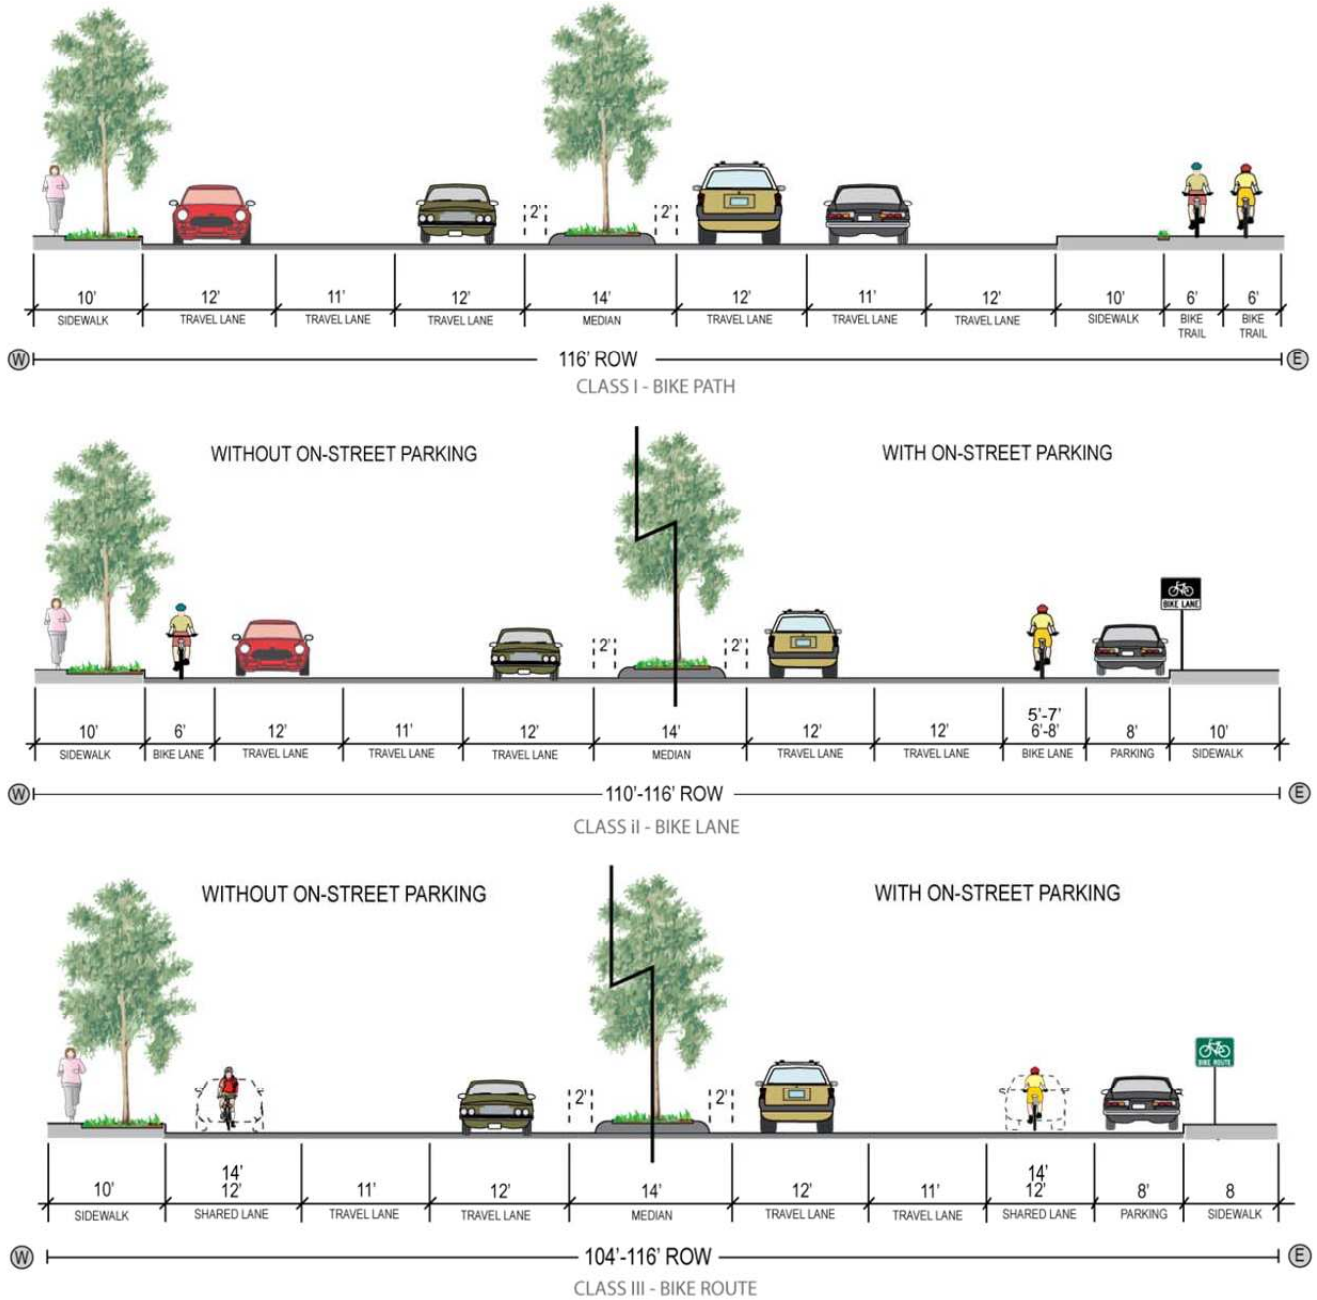 2' 2'
10' 12' 11' 12' 14' 12' 11' 12' 10' 6' 6'
SIDEWALK TRAVEL LANE TRAVEL LANE TRAVEL LANE MEDIAN TRAVEL LANE TRAVEL LANE TRAVEL LANE SIDEWALK BIKE TRAIL BIKE TRAIL
W 116' ROW E
CLASS I - BIKE PATH
WITHOUT ON-STREET PARKING WITH ON-STREET PARKING
BIKE LANE
2' 2'
5'-7'
10' 6' 12' 11' 12' 14' 12' 12' 6'-8' 8' 10'
SIDEWALK BIKE LANE TRAVEL LANE TRAVEL LANE TRAVEL LANE MEDIAN TRAVEL LANE TRAVEL LANE BIKE LANE PARKING SIDEWALK
W 110'-116' ROW E
CLASS iI - BIKE LANE
WITHOUT ON-STREET PARKING WITH ON-STREET PARKING
BIKE ROUTE
2' 2'
14' 14'
10' 12' 11' 12' 14' 12' 11' 12' 8' 8
SIDEWALK SHARED LANE TRAVEL LANE TRAVEL LANE MEDIAN TRAVEL LANE TRAVEL LANE SHARED LANE PARKING SIDEWALK
W 104'-116' ROW E
CLASS III - BIKE ROUTE